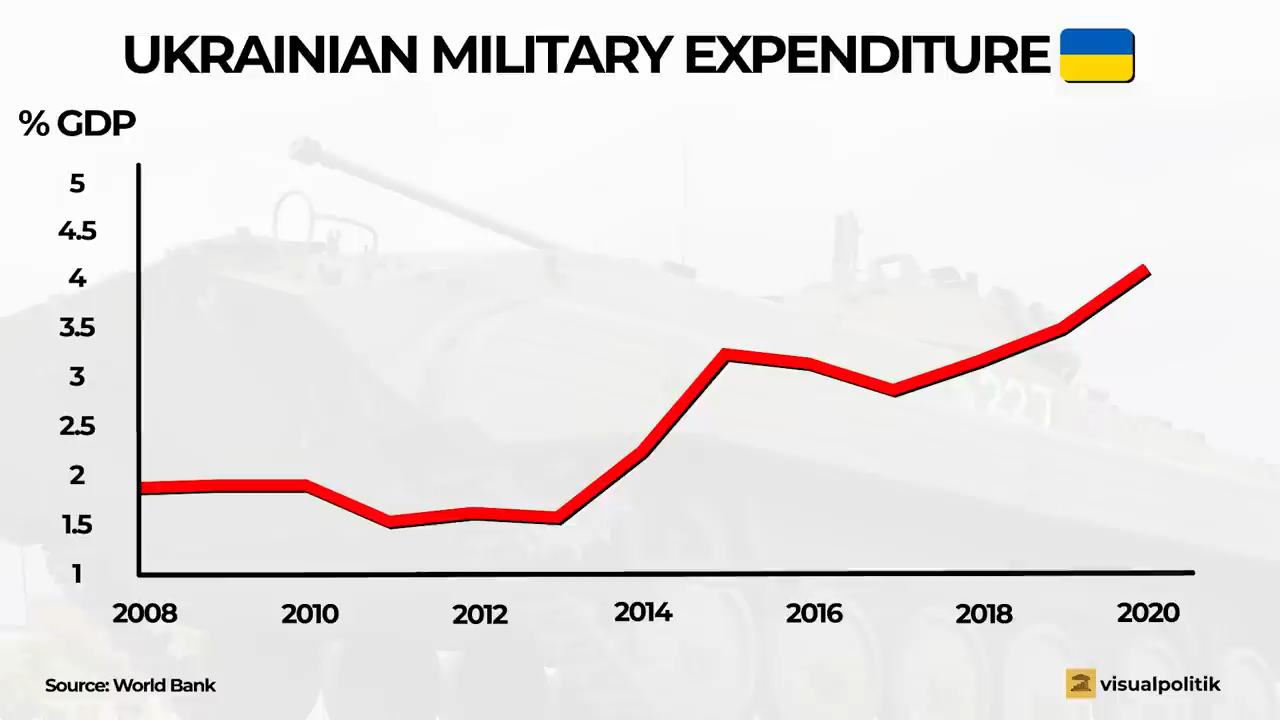 UKRAINIAN MILITARY EXPENDITURE
% GDP
5
4.5
4
3.5
3
2.5
2
1.5
1
2008 2010 2012 2014 2016 2018 2020
Source: World Bank
visualpolitik